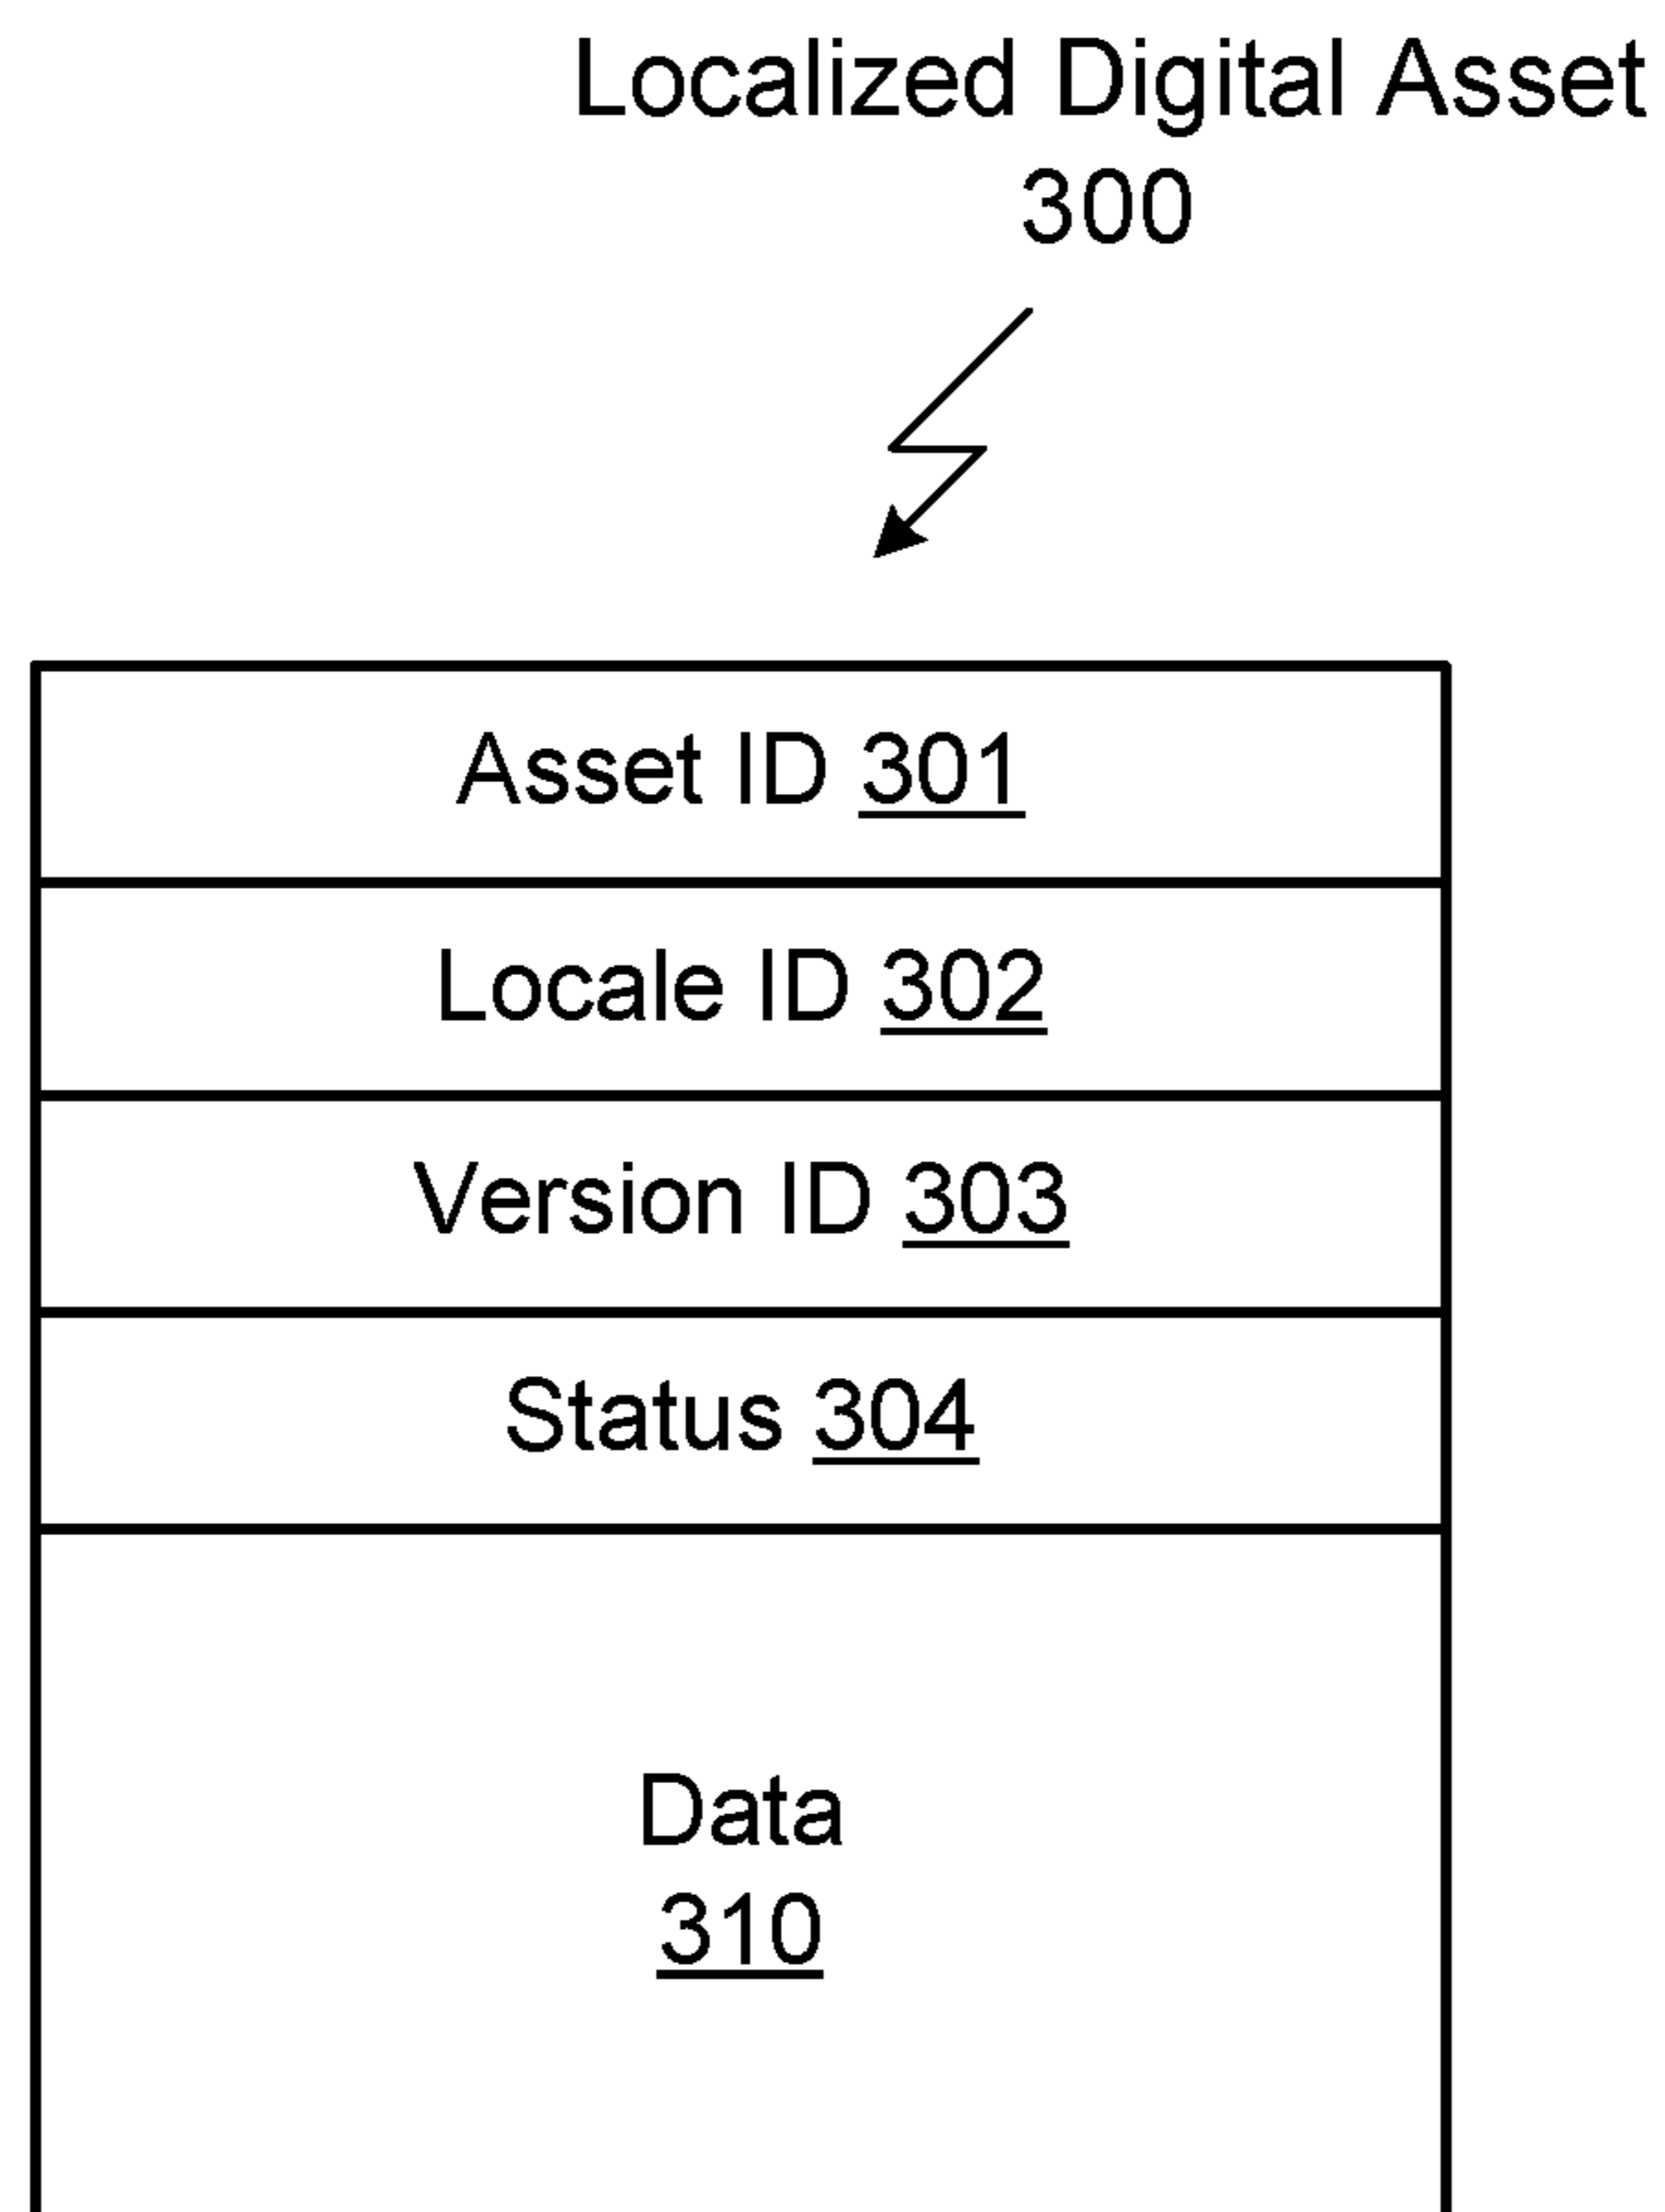 Localized Digital Asset
300
Asset ID 301
Locale ID 302
Version ID 303
Status 304
Data
310